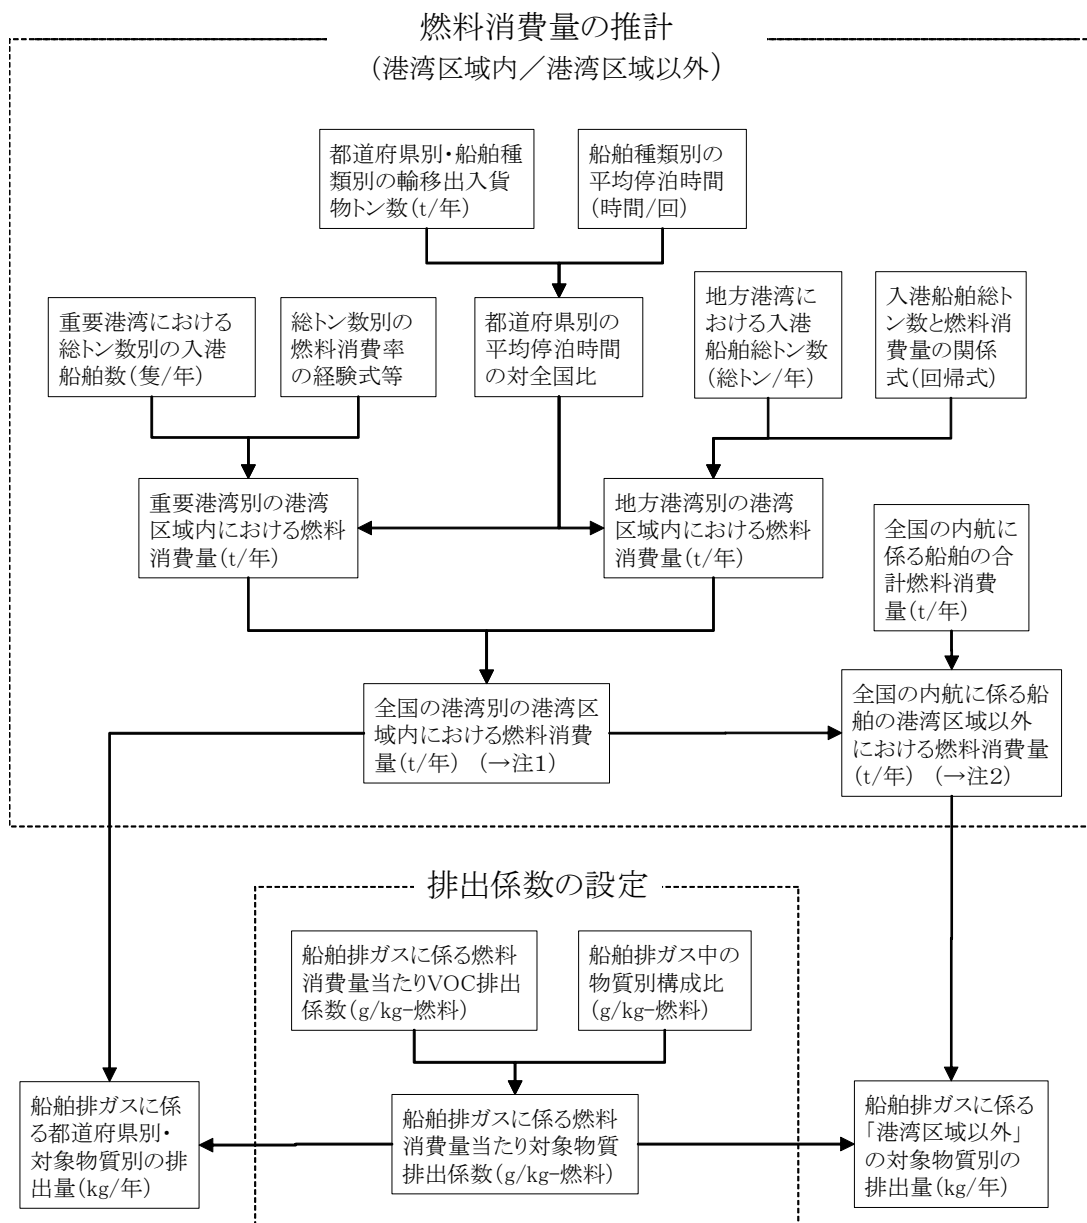 燃料消費量の推計
(港湾区域内／港湾区域以外)
都道府県別・船舶種
類別の輸移出入貨
物トン数(t/年)
船舶種類別の
平均停泊時間
(時間/回)
重要港湾における
総トン数別の入港
船舶数(隻/年)
総トン数別の
燃料消費率
の経験式等
都道府県別の
平均停泊時間
の対全国比
地方港湾に
おける入港
船舶総トン数
(総トン/年)
入港船舶総ト
ン数と燃料消
費量の関係
式(回帰式)
重要港湾別の港湾
区域内における燃料
消費量(t/年)
地方港湾別の港湾
区域内における燃料
消費量(t/年)
全国の内航に
係る船舶の合
計燃料消費
量(t/年)
全国の港湾別の港湾区
域内における燃料消費
量(t/年) (→注1)
全国の内航に係る船
舶の港湾区域以外
における燃料消費量
(t/年) (→注2)
排出係数の設定
船舶排ガスに係る燃料
消費量当たりVOC排出
係数(g/kg-燃料)
船舶排ガス中の
物質別構成比
(g/kg-燃料)
船舶排ガスに係
る都道府県別・
対象物質別の排
出量(kg/年)
船舶排ガスに係る燃料
消費量当たり対象物質
排出係数(g/kg-燃料)
船舶排ガスに係る
「港湾区域以外」
の対象物質別の
排出量(kg/年)